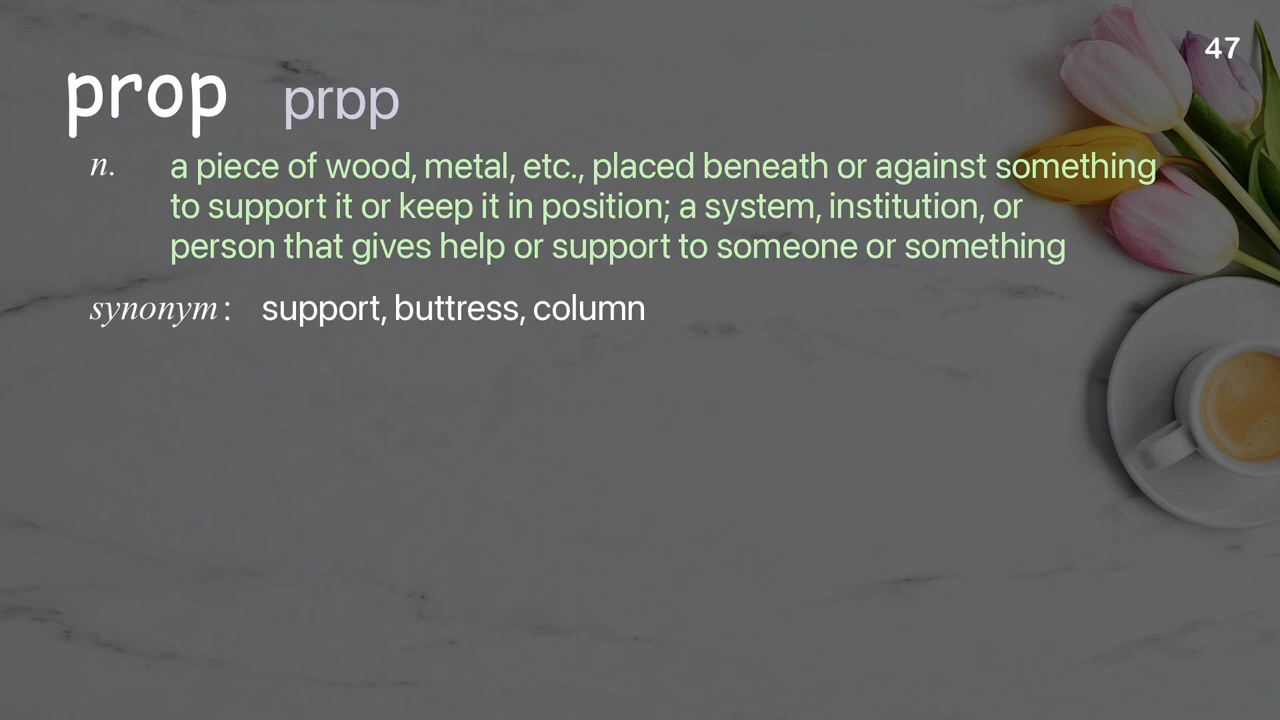 47
prop prɒp
n. a piece of wood, metal, etc., placed beneath or against something
to support it or keep it in position; a system, institution, or
person that gives help or support to someone or something
synonym : support, buttress, column